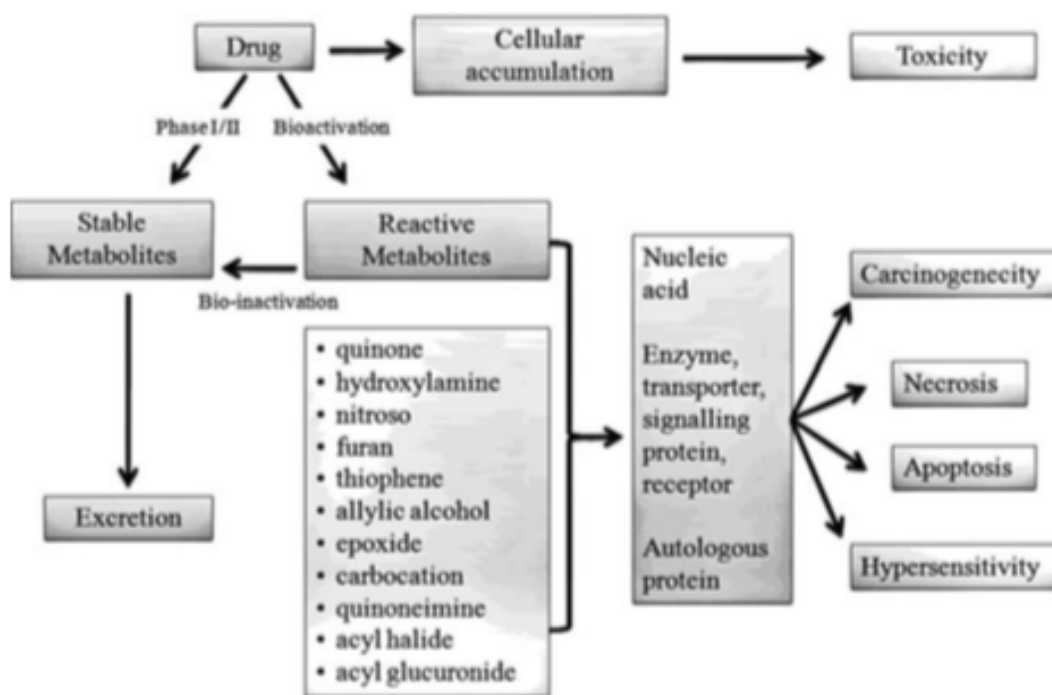 Drug
Cellular
accumulation
Toxicity
Phase I/II
Bioactivation
Stable
Metabolites
Reactive
Metabolites
Bio-inactivation
Excretion
• quinone
• hydroxylamine
• nitroso
• furan
• thiophene
• allylic alcohol
• epoxide
• carbocation
• quinoneimine
• acyl halide
• acyl glucuronide
Nucleic
acid
Enzyme,
transporter,
signalling
protein,
receptor
Autologous
protein
Carcinogenecity
Necrosis
Apoptosis
Hypersensitivity